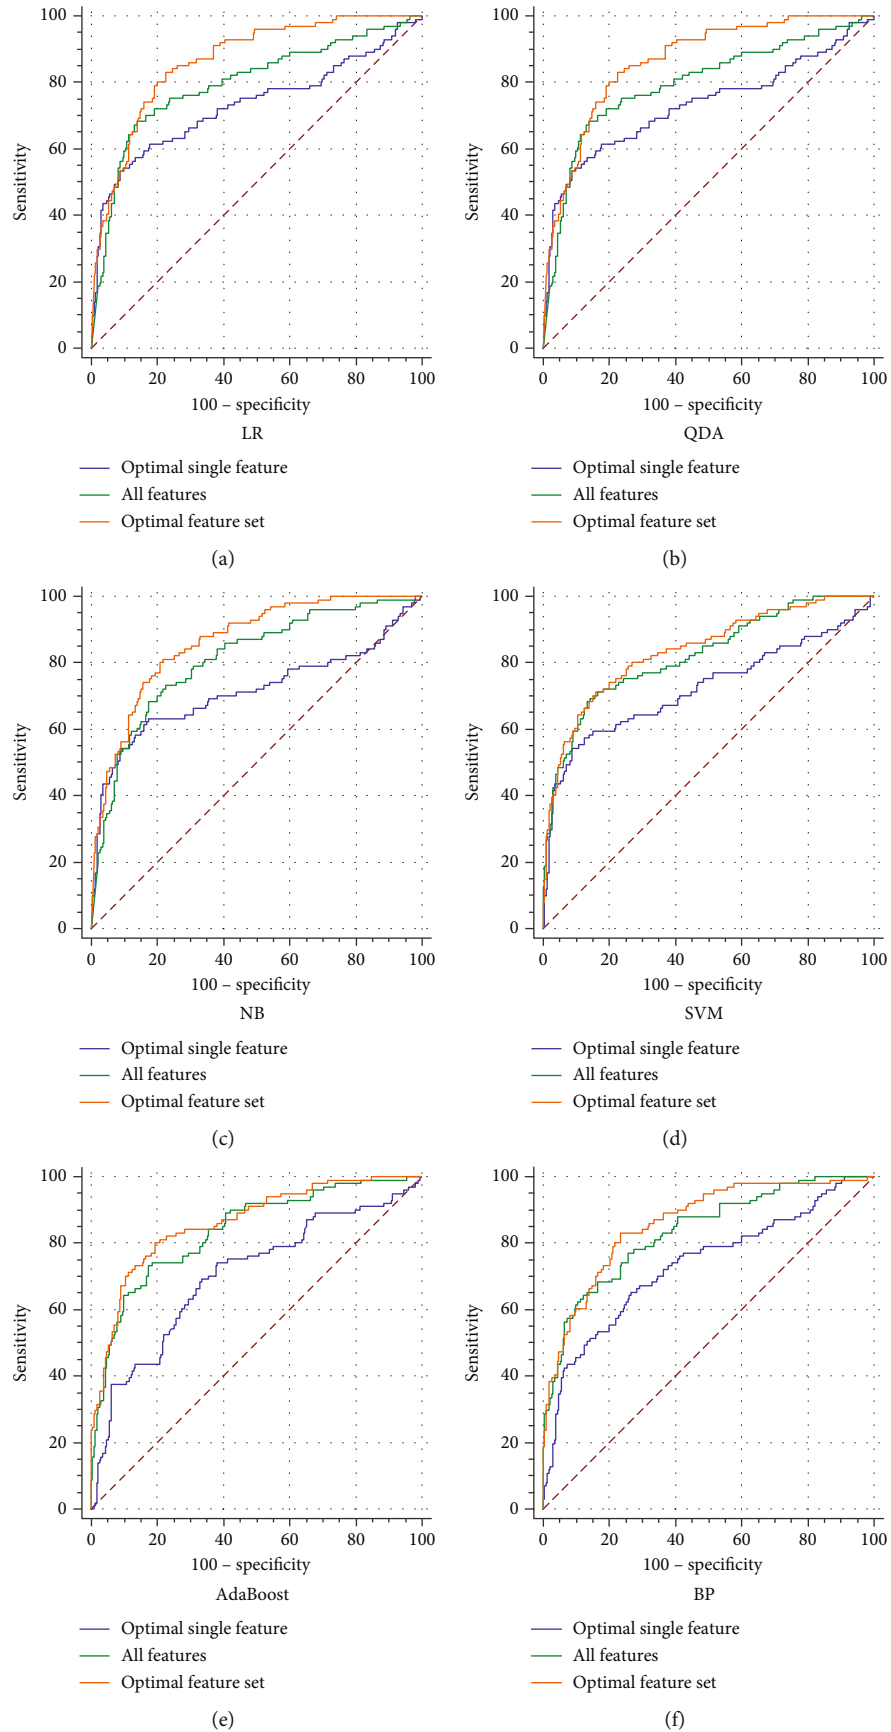 100
80
60
40
20
0
Sensitivity
0 20 40 60 80 100
100 – specificity
LR
Optimal single feature
All features
Optimal feature set
(a)
100
80
60
40
20
0
Sensitivity
0 20 40 60 80 100
100 – specificity
QDA
Optimal single feature
All features
Optimal feature set
(b)
100
80
60
40
20
0
Sensitivity
0 20 40 60 80 100
100 – specificity
NB
Optimal single feature
All features
Optimal feature set
(c)
100
80
60
40
20
0
Sensitivity
0 20 40 60 80 100
100 – specificity
SVM
Optimal single feature
All features
Optimal feature set
(d)
100
80
60
40
20
0
Sensitivity
0 20 40 60 80 100
100 – specificity
AdaBoost
Optimal single feature
All features
Optimal feature set
(e)
100
80
60
40
20
0
Sensitivity
0 20 40 60 80 100
100 – specificity
BP
Optimal single feature
All features
Optimal feature set
(f)